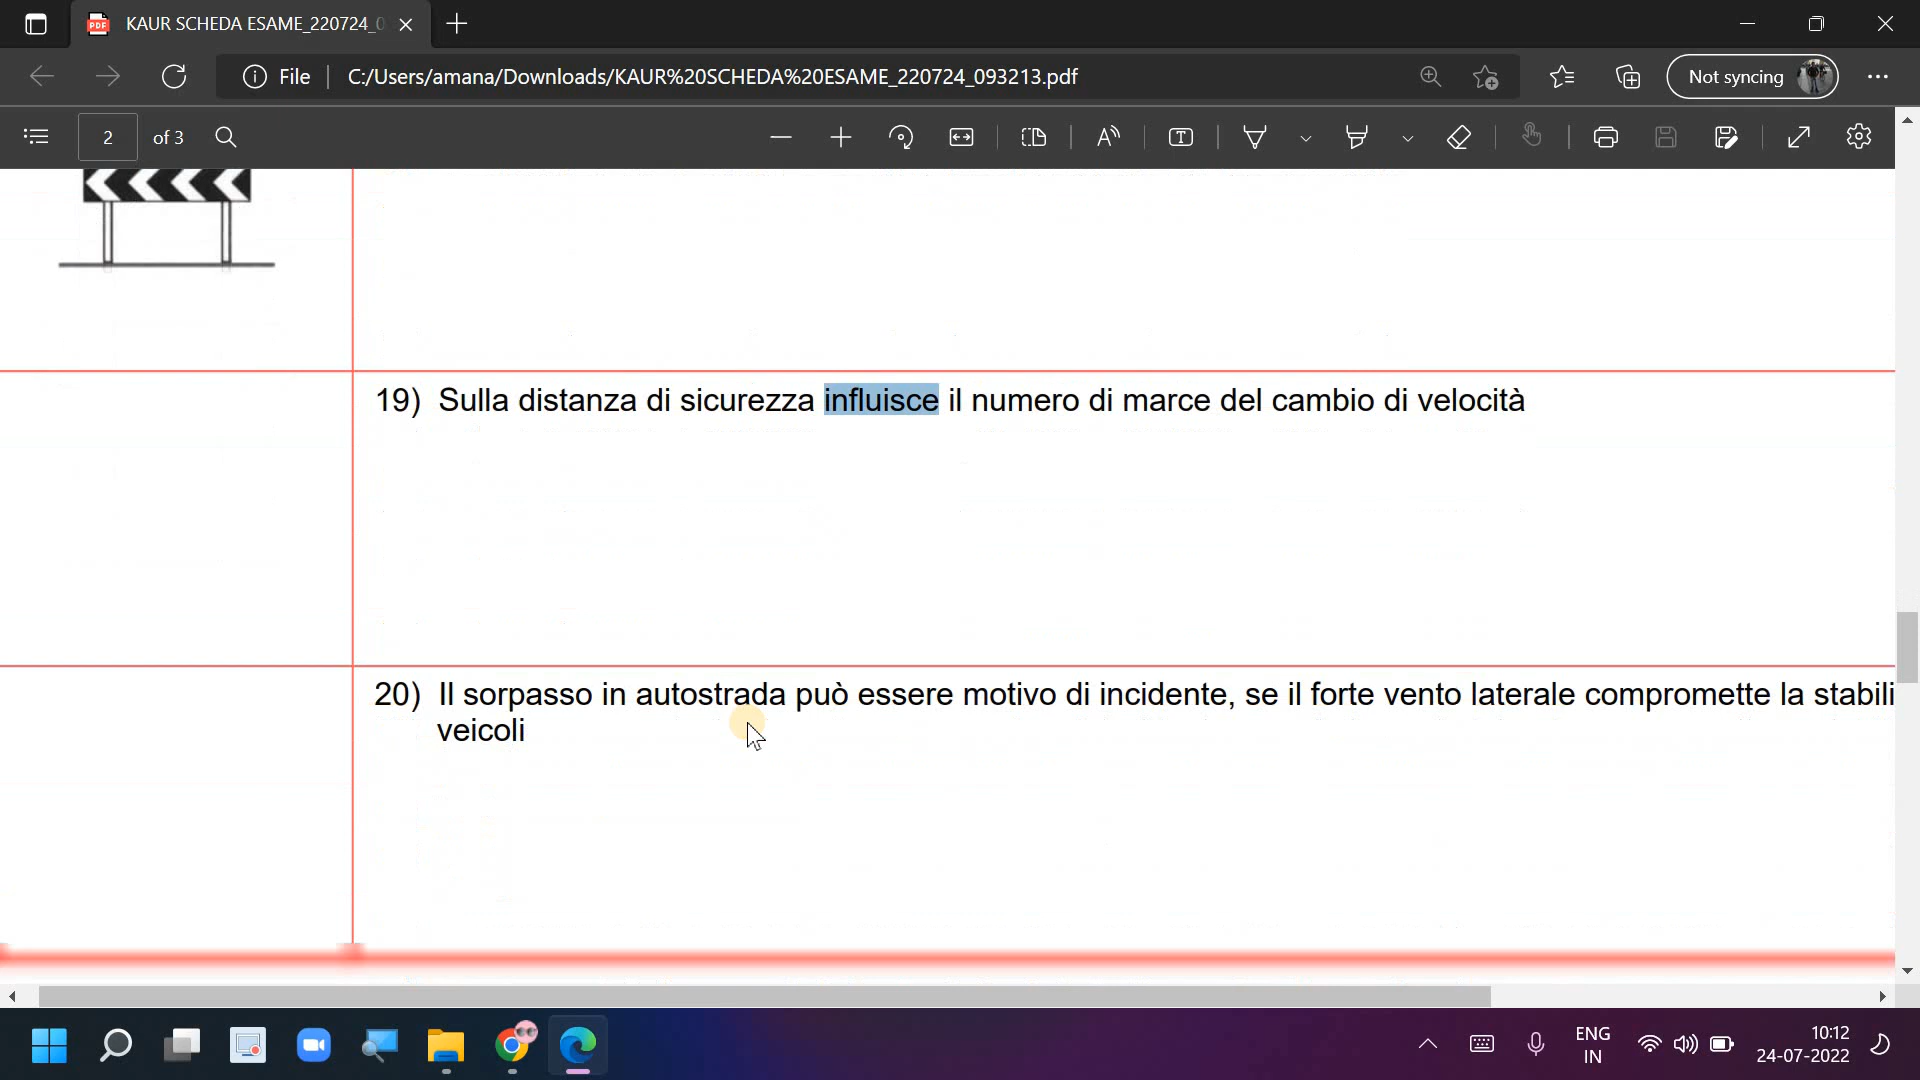 KAUR SCHEDA ESAME_220724_0
File
C:/Users/amana/Downloads/KAUR%20SCHEDA%20ESAME_220724_093213.pdf
Not syncing
2 of 3
19) Sulla distanza di sicurezza influisce il numero di marce del cambio di velocità
20) Il sorpasso in autostrada può essere motivo di incidente, se il forte vento laterale compromette la stabili
veicoli
ENG
IN
10:12
24-07-2022